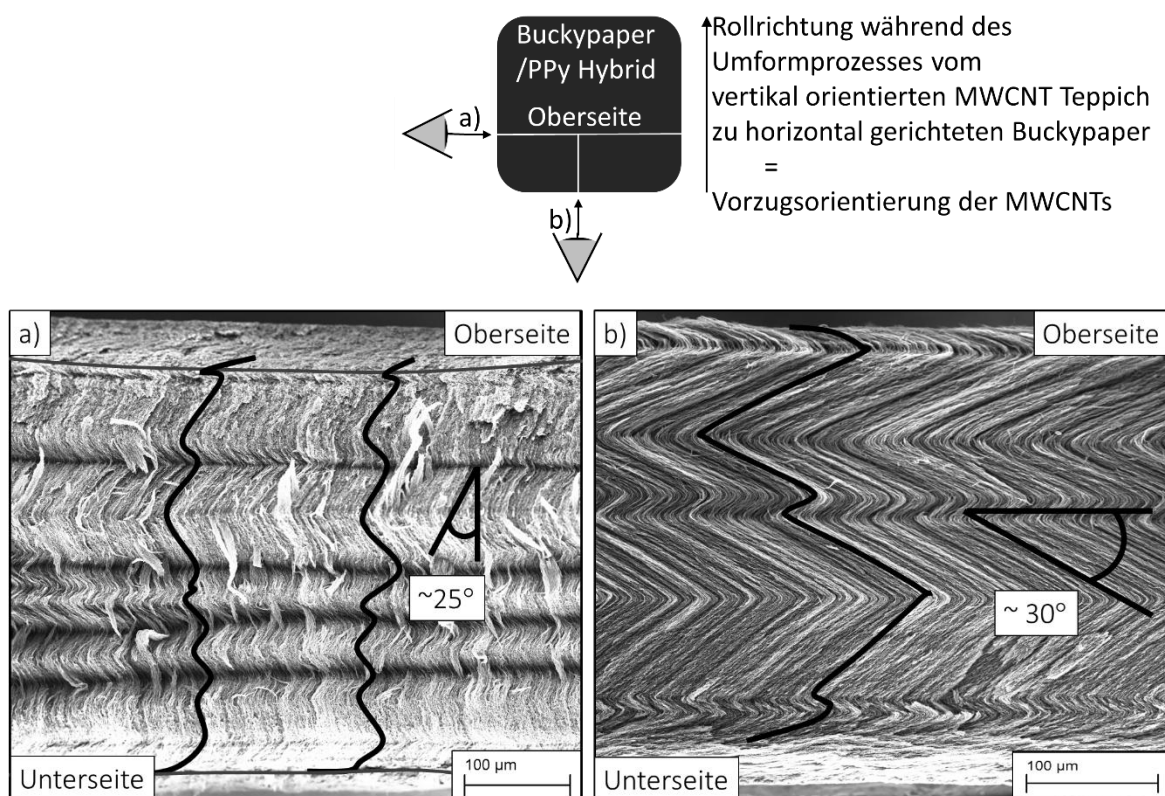 Buckypaper
/PPy Hybrid
Oberseite
a)
b)
Rollrichtung während des
Umformprozesses vom
vertikal orientierten MWCNT Teppich
zu horizontal gerichteten Buckypaper
=
Vorzugsorientierung der MWCNTs
a)
Oberseite
~25°
Unterseite
100 µm
b)
Oberseite
~ 30°
Unterseite
100 µm